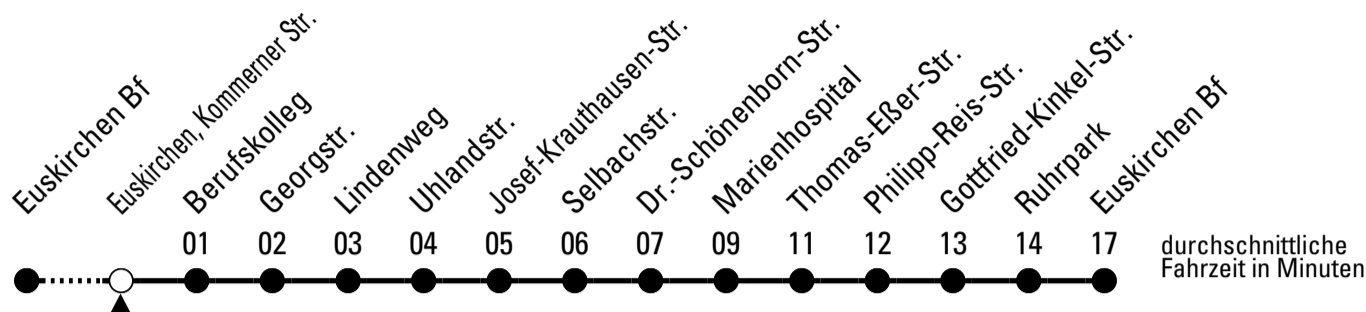 Euskirchen Bf
Euskirchen, Kommerner Str.
Berufskolleg
Georgstr.
Lindenweg
Uhlandstr.
Josef-Krauthausen-Str.
Selbachstr.
Dr.-Schönenborn-Str.
Marienhospital
Thomas-Eßer-Str.
Philipp-Reis-Str.
Gottfried-Kinkel-Str.
Ruhrpark
Euskirchen Bf
01 02 03 04 05 06 07 09 11 12 13 14 17
durchschnittliche
Fahrzeit in Minuten